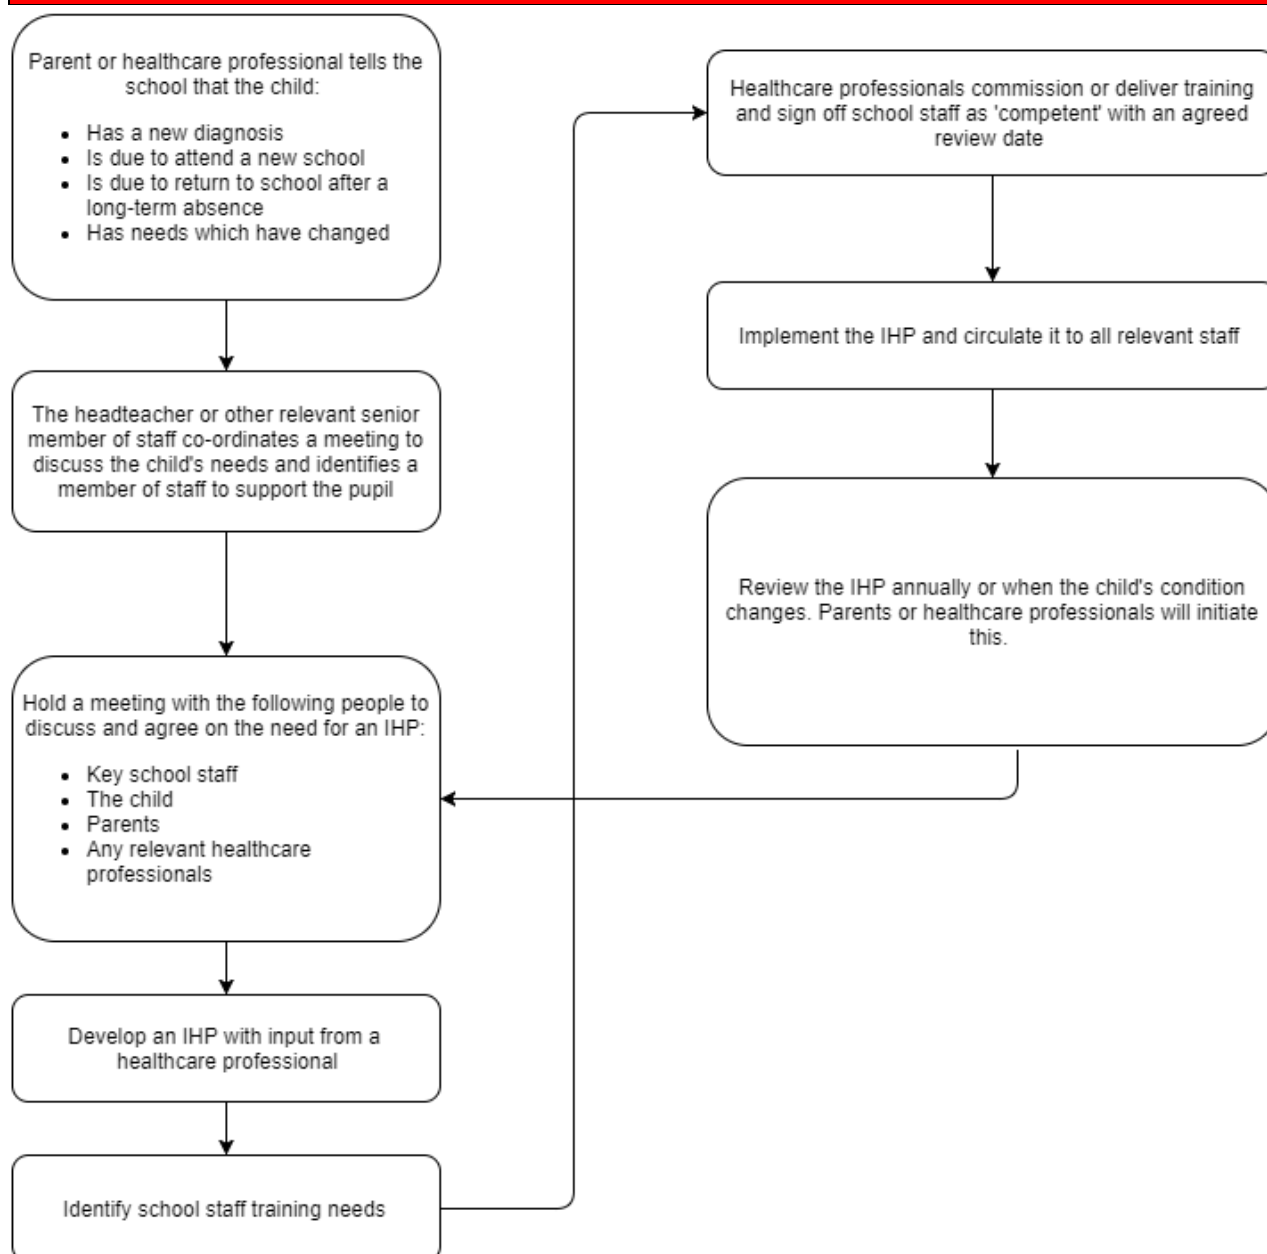 Parent or healthcare professional tells the
school that the child:
• Has a new diagnosis
• Is due to attend a new school
• Is due to return to school after a
long-term absence
• Has needs which have changed
The headteacher or other relevant senior
member of staff co-ordinates a meeting to
discuss the child's needs and identifies a
member of staff to support the pupil
Hold a meeting with the following people to
discuss and agree on the need for an IHP:
• Key school staff
• The child
• Parents
• Any relevant healthcare
professionals
Develop an IHP with input from a
healthcare professional
Identify school staff training needs
Healthcare professionals commission or deliver training
and sign off school staff as 'competent' with an agreed
review date
Implement the IHP and circulate it to all relevant staff
Review the IHP annually or when the child's condition
changes. Parents or healthcare professionals will initiate
this.